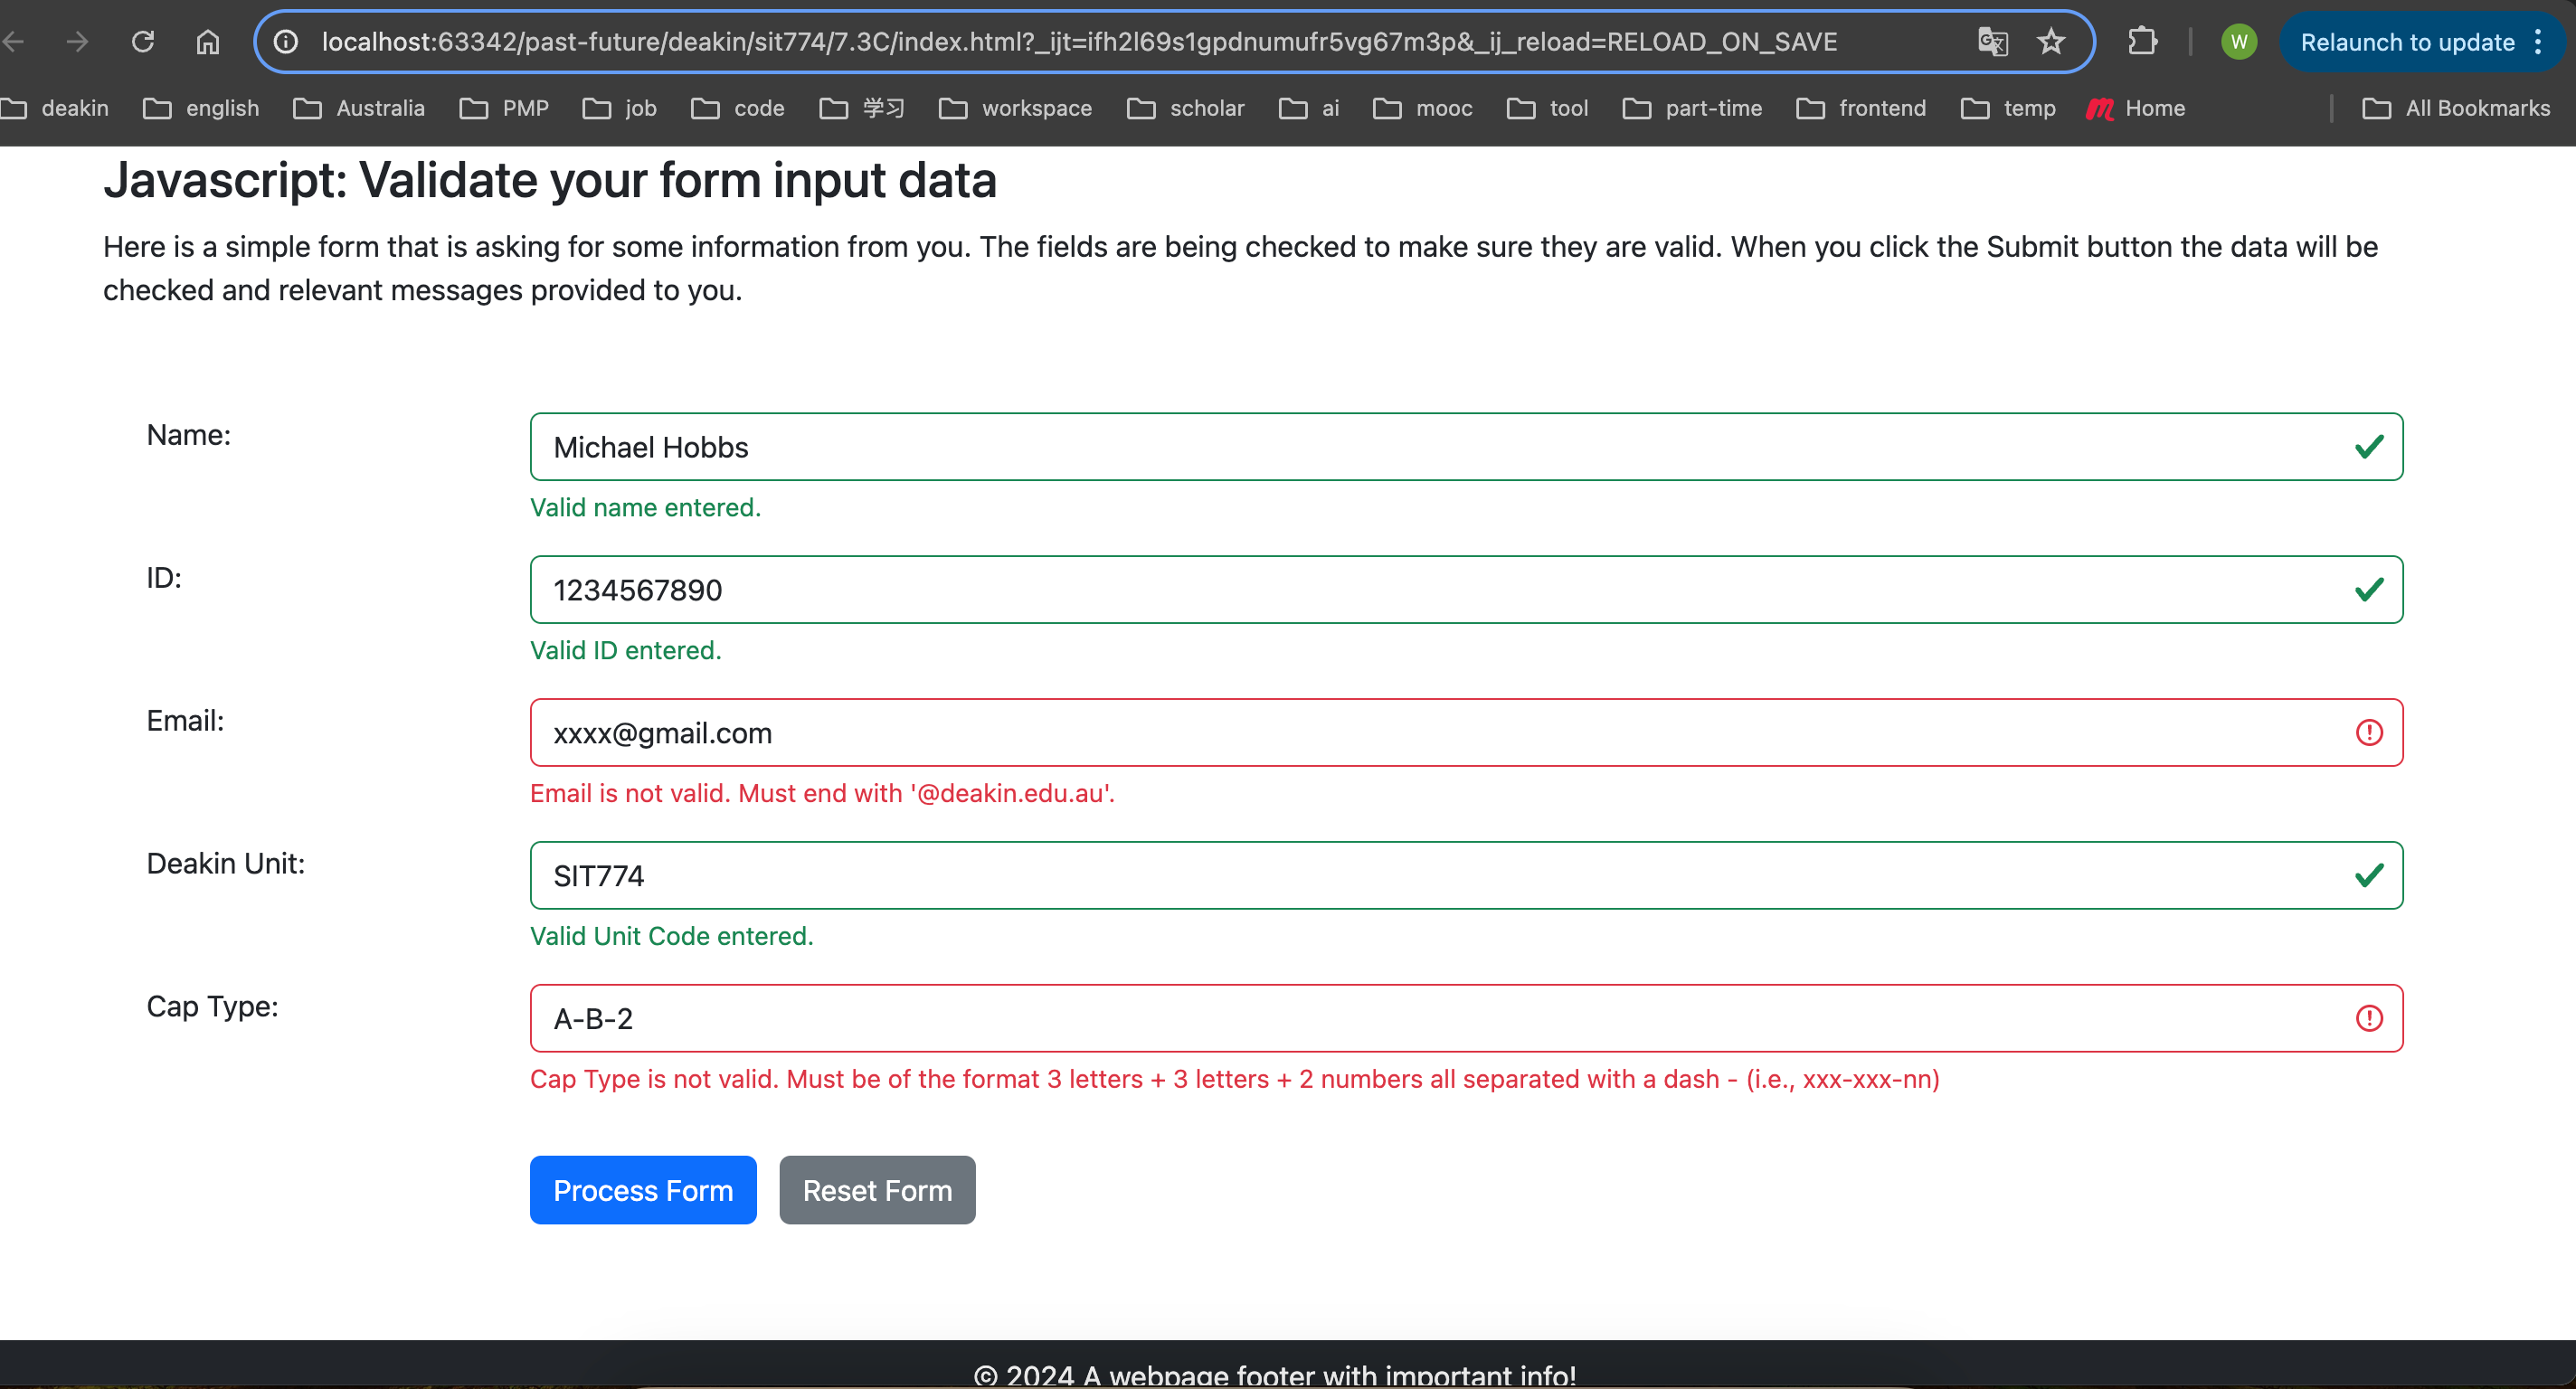 localhost:63342/past-future/deakin/sit774/7.3C/index.html?_ijt=ifh2l69s1gpdnumufr5vg67m3p&_ij_reload=RELOAD_ON_SAVE W Relaunch to update
deakin english Australia PMP job code 学习 workspace scholar ai mooc tool part-time frontend temp Home All Bookmarks
Javascript: Validate your form input data
Here is a simple form that is asking for some information from you. The fields are being checked to make sure they are valid. When you click the Submit button the data will be
checked and relevant messages provided to you.
Name: Michael Hobbs
Valid name entered.
ID: 1234567890
Valid ID entered.
Email: xxxx@gmail.com
Email is not valid. Must end with '@deakin.edu.au'.
Deakin Unit: SIT774
Valid Unit Code entered.
Cap Type: A-B-2
Cap Type is not valid. Must be of the format 3 letters + 3 letters + 2 numbers all separated with a dash - (i.e., xxx-xxx-nn)
Process Form Reset Form
© 2024 A webpage footer with important info!